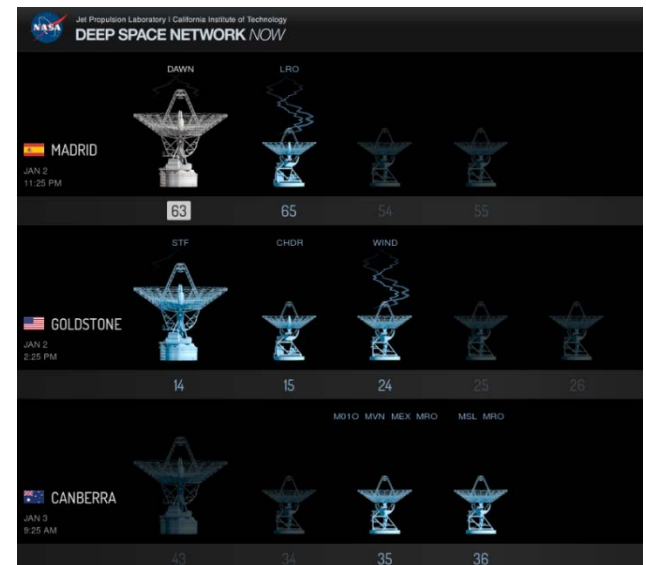 NASA
Jet Propulsion Laboratory | California Institute of Technology
DEEP SPACE NETWORK NOW
DAWN LRO
MADRID
JAN 2
11:25 PM
63 65 54 55
STF CHDR WIND
GOLDSTONE
JAN 2
2:25 PM
14 15 24 25 26
M01O MVN MEX MRO MSL MRO
CANBERRA
JAN 3
9:25 AM
43 34 35 36